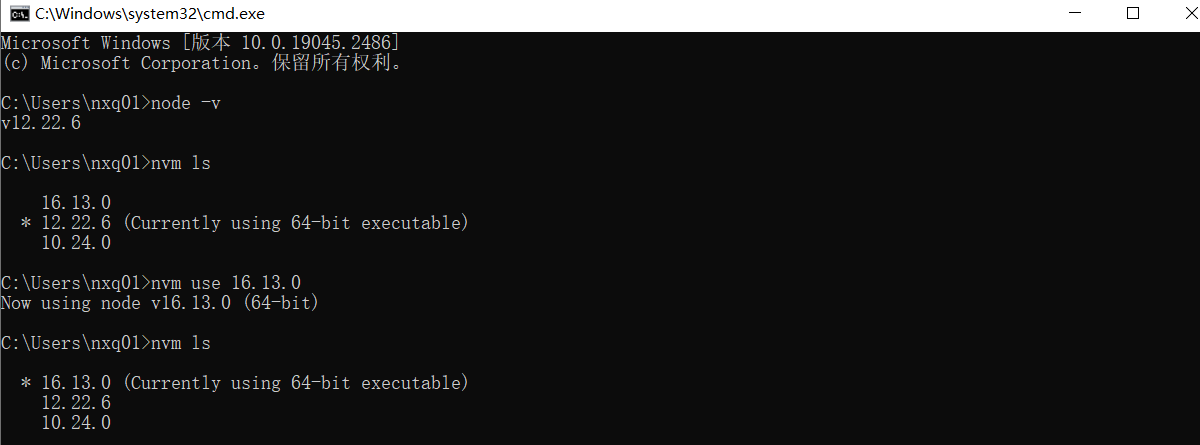 C:\Windows\system32\cmd.exe
Microsoft Windows [版本 10.0.19045.2486]
(c) Microsoft Corporation。保留所有权利。
C:\Users\nxq01>node -v
v12.22.6
C:\Users\nxq01>nvm ls
16.13.0
* 12.22.6 (Currently using 64-bit executable)
10.24.0
C:\Users\nxq01>nvm use 16.13.0
Now using node v16.13.0 (64-bit)
C:\Users\nxq01>nvm ls
* 16.13.0 (Currently using 64-bit executable)
12.22.6
10.24.0